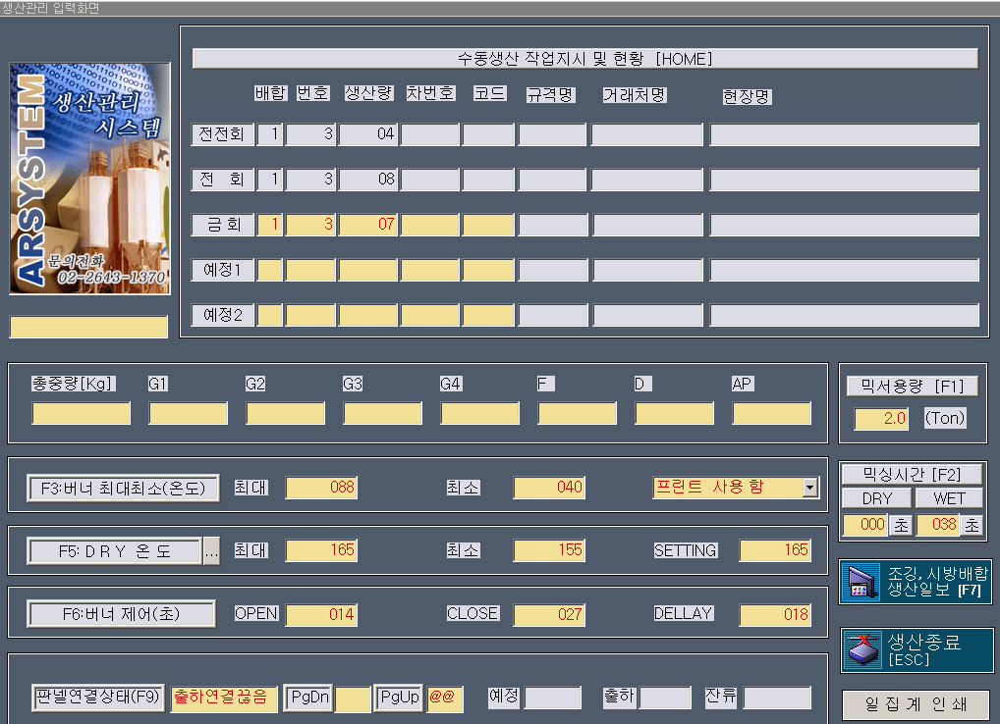 생산관리 입력화면
수동생산 작업지시 및 현황 [HOME]
배합 번호 생산량 차번호 코드 규격명 거래처명 현장명
전전회 1 3 04
전 회 1 3 08
금 회 1 3 07
예정1
예정2
ARSYSTEM
생산관리
시스템
문의전화
02-2643-1370
총중량[Kg] G1 G2 G3 G4 F D AP
믹서용량 [F1]
2.0 (Ton)
F3:버너 최대최소(온도) 최대 088 최소 040 프린트 사용함
믹싱시간 [F2]
DRY WET
000 초 038 초
F5: D R Y 온 도 ... 최대 165 최소 155 SETTING 165
F6:버너 제어(초) OPEN 014 CLOSE 027 DELLAY 018
조깅, 시방배합
생산일보 [F7]
생산종료
[ESC]
판넬연결상태(F9) 출하연결끊음 PgDn PgUp @@ 예정 출하 잔류
일 집 계 인 쇄